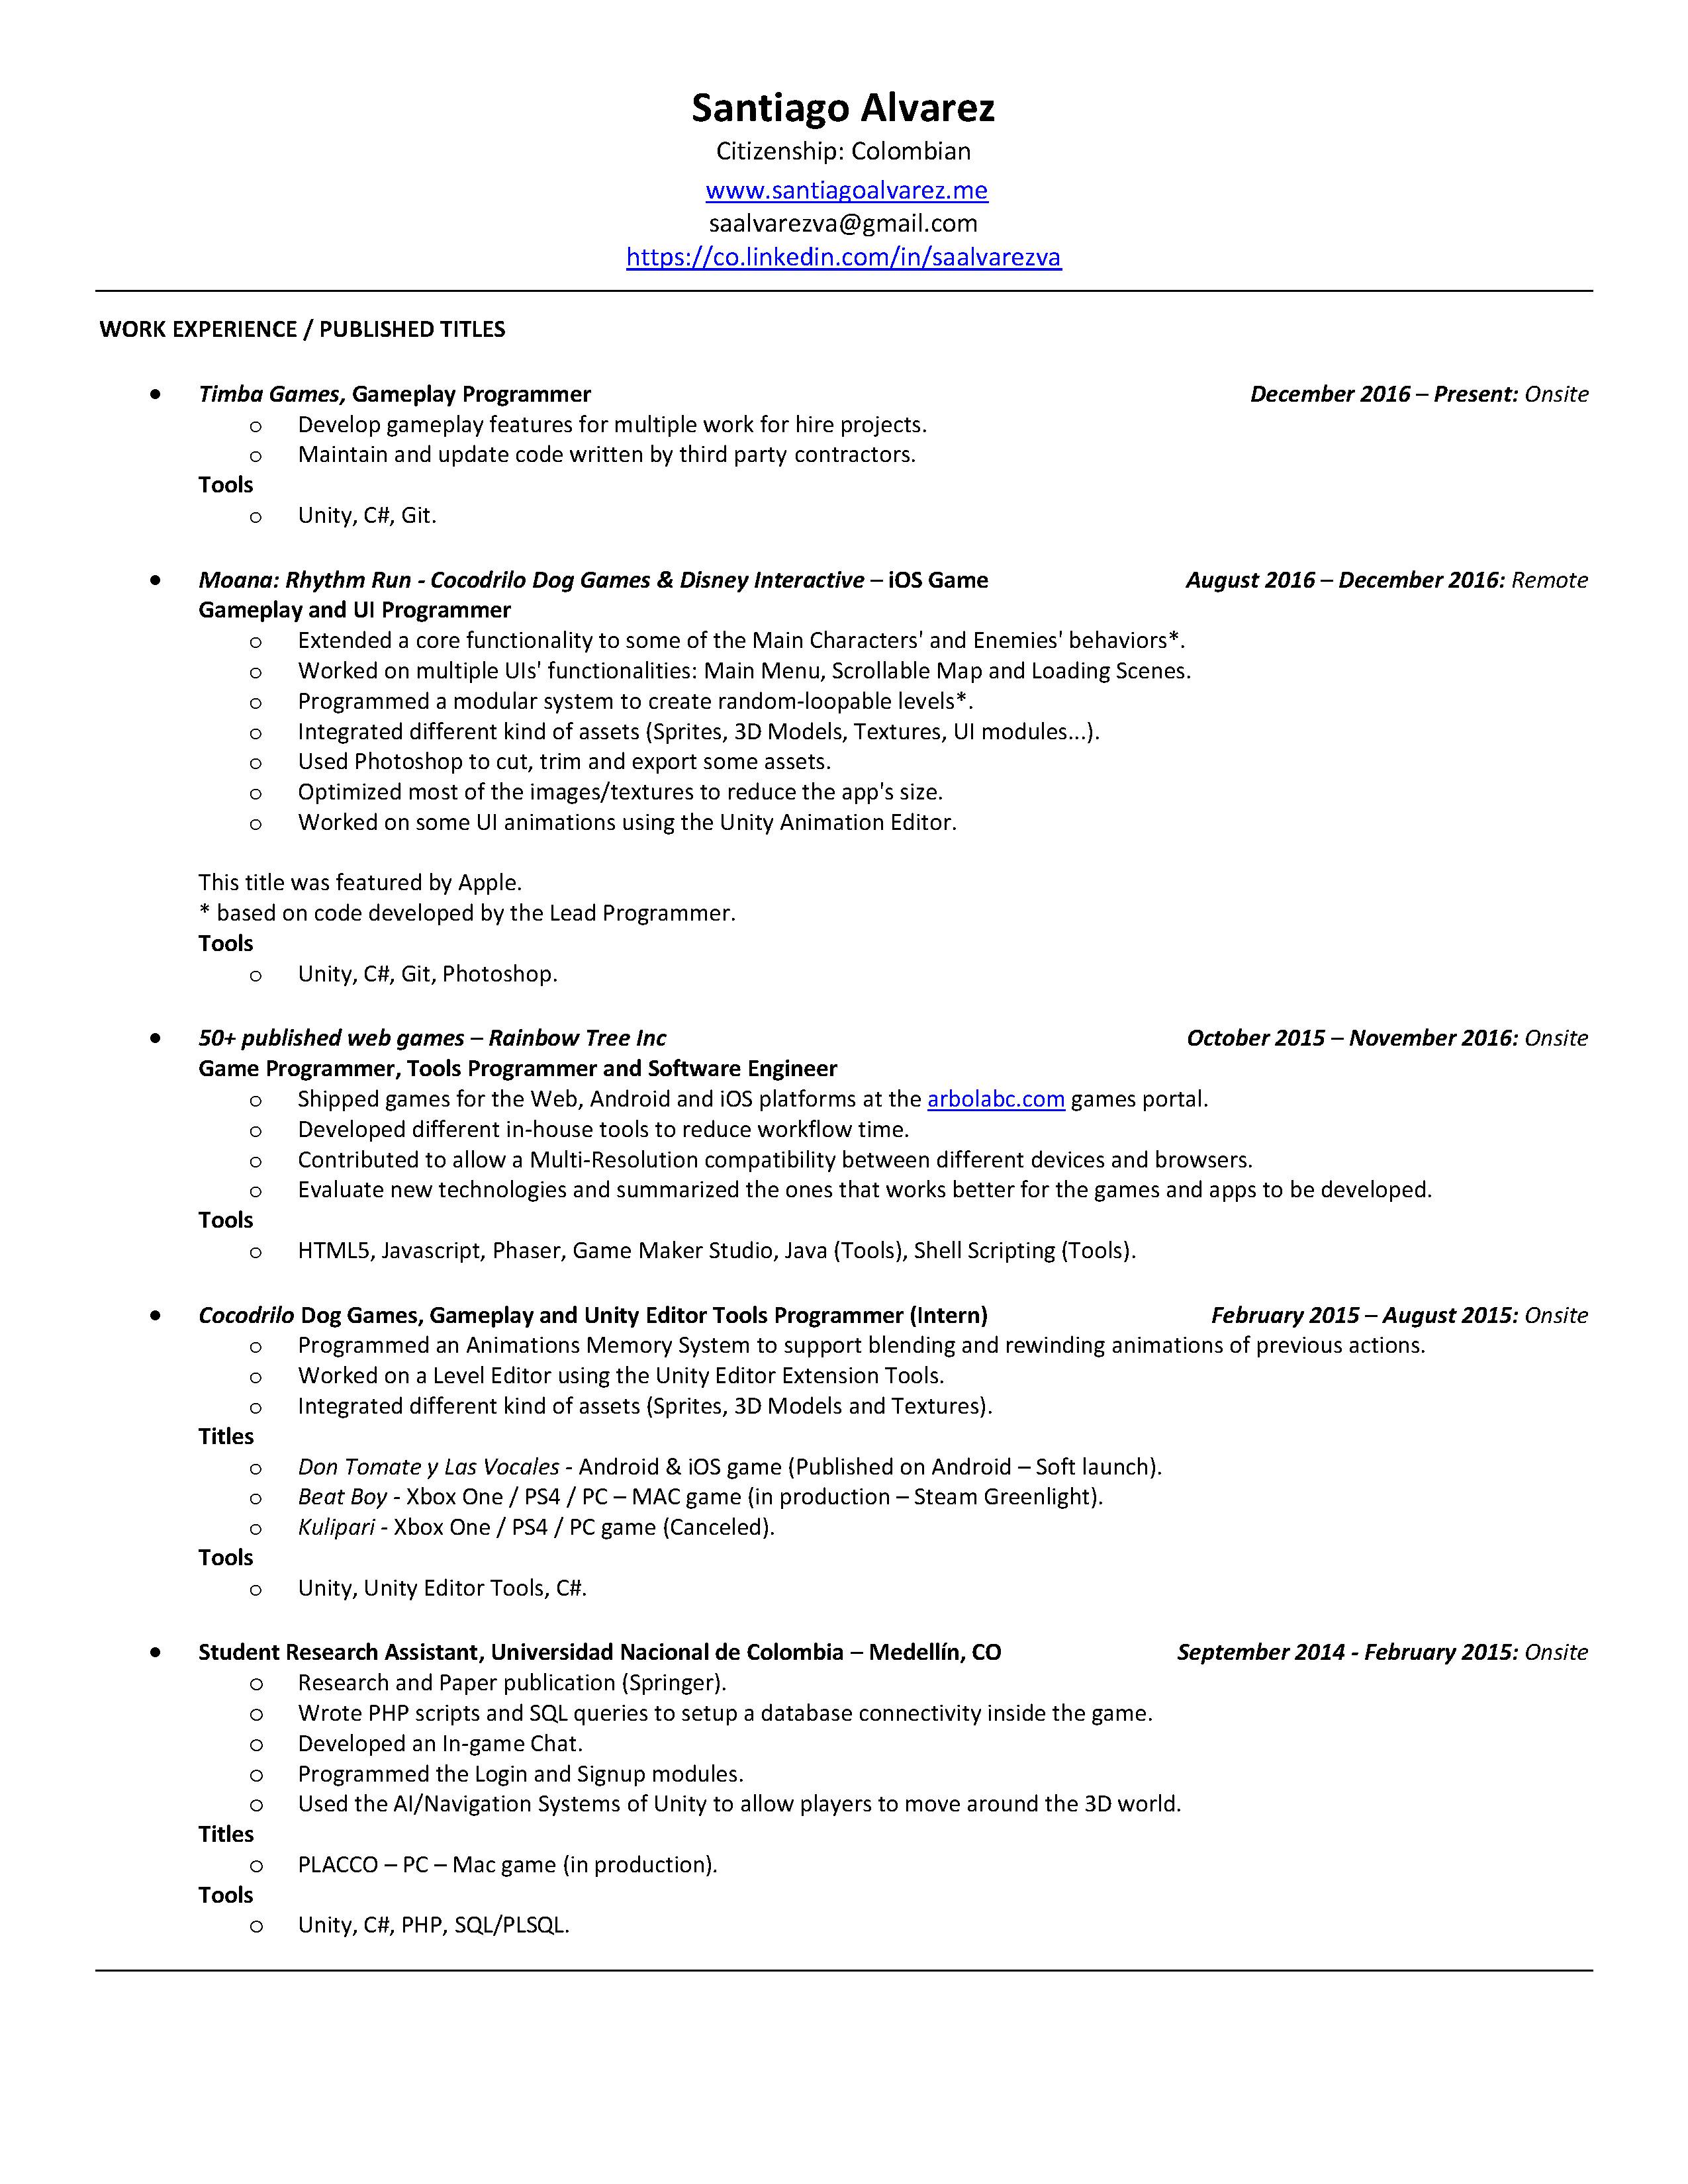 Santiago Alvarez
Citizenship: Colombian
www.santiagoalvarez.me
saalvarezva@gmail.com
https://co.linkedin.com/in/saalvarezva
WORK EXPERIENCE / PUBLISHED TITLES
• Timba Games, Gameplay Programmer December 2016 – Present: Onsite
o Develop gameplay features for multiple work for hire projects.
o Maintain and update code written by third party contractors.
Tools
o Unity, C#, Git.
• Moana: Rhythm Run - Cocodrilo Dog Games & Disney Interactive – iOS Game August 2016 – December 2016: Remote
Gameplay and UI Programmer
o Extended a core functionality to some of the Main Characters' and Enemies' behaviors*.
o Worked on multiple UIs' functionalities: Main Menu, Scrollable Map and Loading Scenes.
o Programmed a modular system to create random-loopable levels*.
o Integrated different kind of assets (Sprites, 3D Models, Textures, UI modules...).
o Used Photoshop to cut, trim and export some assets.
o Optimized most of the images/textures to reduce the app's size.
o Worked on some UI animations using the Unity Animation Editor.
This title was featured by Apple.
* based on code developed by the Lead Programmer.
Tools
o Unity, C#, Git, Photoshop.
• 50+ published web games – Rainbow Tree Inc October 2015 – November 2016: Onsite
Game Programmer, Tools Programmer and Software Engineer
o Shipped games for the Web, Android and iOS platforms at the arbolabc.com games portal.
o Developed different in-house tools to reduce workflow time.
o Contributed to allow a Multi-Resolution compatibility between different devices and browsers.
o Evaluate new technologies and summarized the ones that works better for the games and apps to be developed.
Tools
o HTML5, Javascript, Phaser, Game Maker Studio, Java (Tools), Shell Scripting (Tools).
• Cocodrilo Dog Games, Gameplay and Unity Editor Tools Programmer (Intern) February 2015 – August 2015: Onsite
o Programmed an Animations Memory System to support blending and rewinding animations of previous actions.
o Worked on a Level Editor using the Unity Editor Extension Tools.
o Integrated different kind of assets (Sprites, 3D Models and Textures).
Titles
o Don Tomate y Las Vocales - Android & iOS game (Published on Android – Soft launch).
o Beat Boy - Xbox One / PS4 / PC – MAC game (in production – Steam Greenlight).
o Kulipari - Xbox One / PS4 / PC game (Canceled).
Tools
o Unity, Unity Editor Tools, C#.
• Student Research Assistant, Universidad Nacional de Colombia – Medellín, CO September 2014 - February 2015: Onsite
o Research and Paper publication (Springer).
o Wrote PHP scripts and SQL queries to setup a database connectivity inside the game.
o Developed an In-game Chat.
o Programmed the Login and Signup modules.
o Used the AI/Navigation Systems of Unity to allow players to move around the 3D world.
Titles
o PLACCO – PC – Mac game (in production).
Tools
o Unity, C#, PHP, SQL/PLSQL.